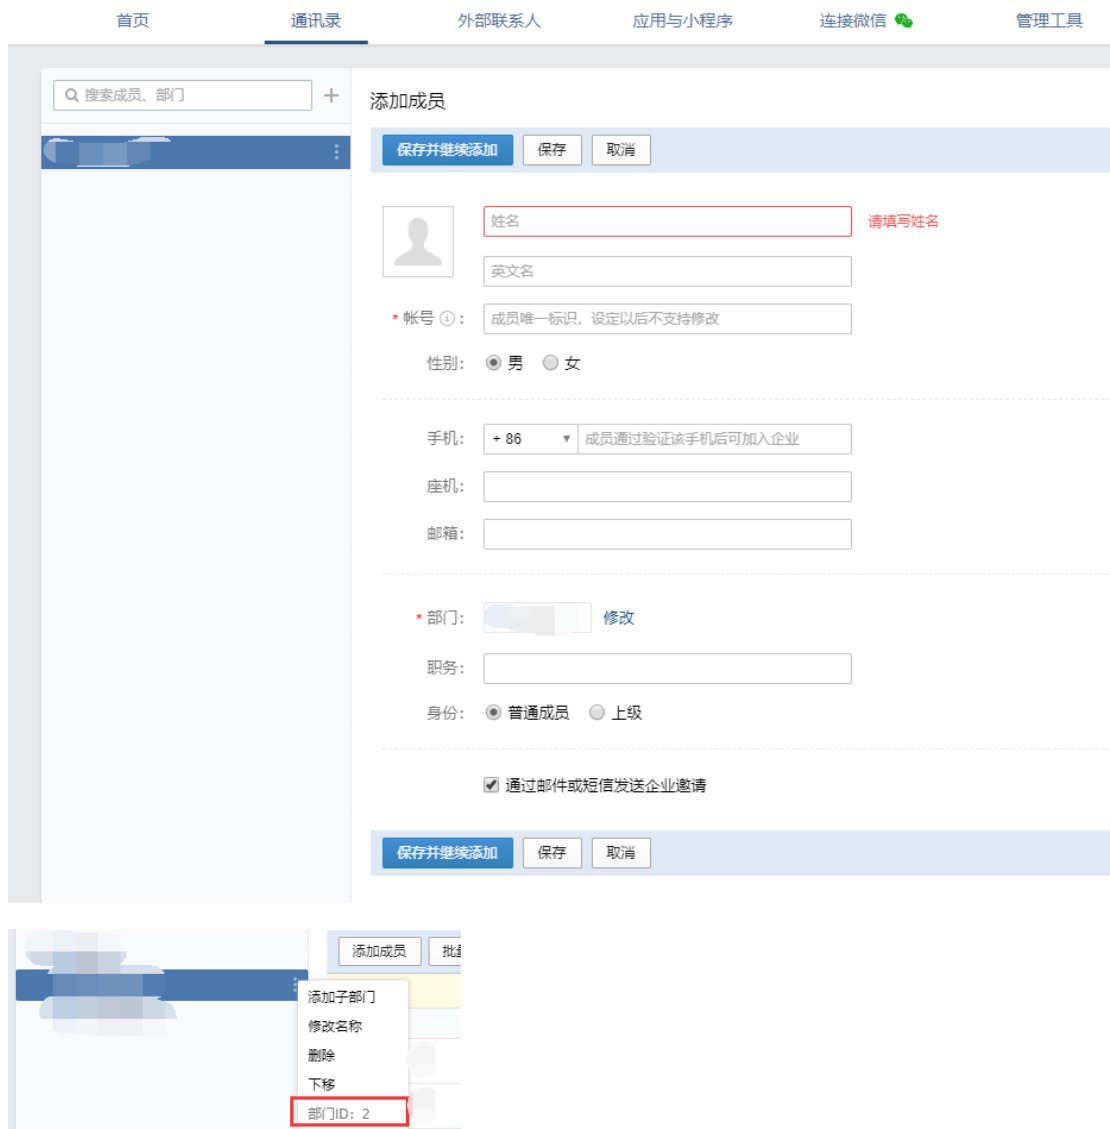 首页 通讯录 外部联系人 应用与小程序 连接微信 管理工具
搜索成员、部门
添加成员
保存并继续添加 保存 取消
姓名 请填写姓名
英文名
* 帐号 ⓘ : 成员唯一标识，设定以后不支持修改
性别: 男 女
手机: + 86 ▼ 成员通过验证该手机后可加入企业
座机:
邮箱:
* 部门: 修改
职务:
身份: 普通成员 上级
通过邮件或短信发送企业邀请
保存并继续添加 保存 取消
添加成员
添加子部门
修改名称
删除
下移
部门ID: 2